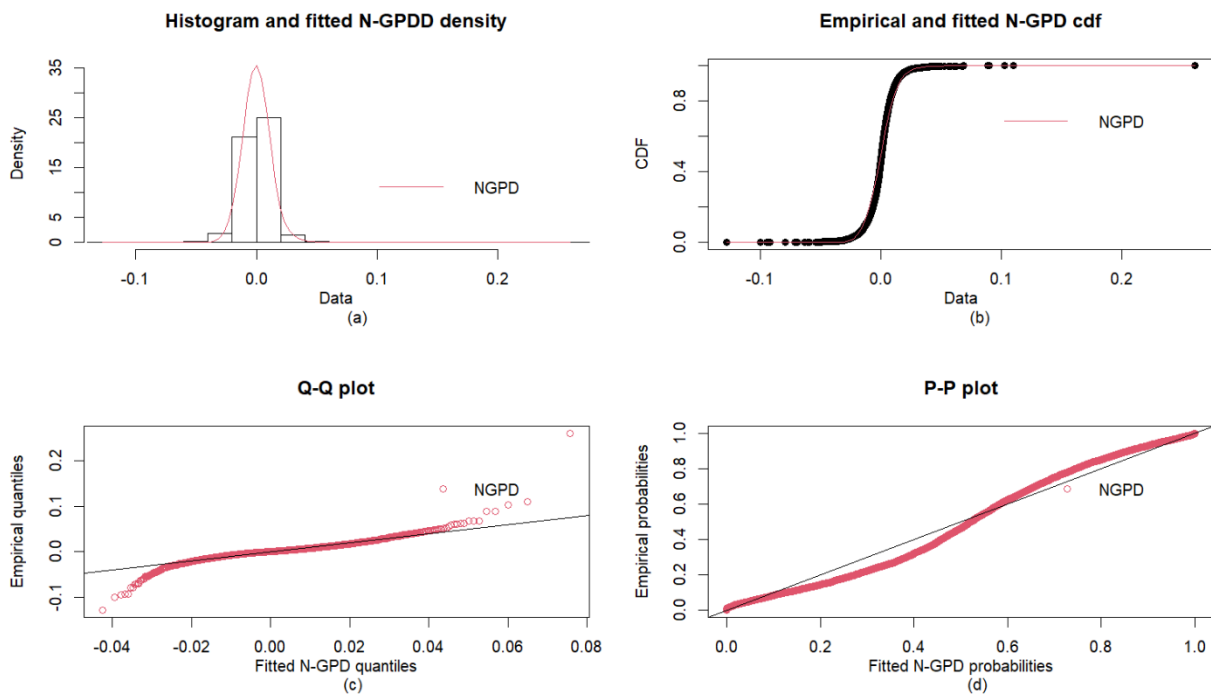 Histogram and fitted N-GPDD density
Density
35
25
15
5
0
NGPD
-0.1 0.0 0.1 0.2
Data
(a)
Empirical and fitted N-GPD cdf
CDF
0.8
0.4
0.0
NGPD
-0.1 0.0 0.1 0.2
Data
(b)
Q-Q plot
Empirical quantiles
0.2
0.1
0.0
-0.1
NGPD
-0.04 -0.02 0.00 0.02 0.04 0.06 0.08
Fitted N-GPD quantiles
(c)
P-P plot
Empirical probabilities
1.0
0.8
0.6
0.4
0.2
0.0
NGPD
0.0 0.2 0.4 0.6 0.8 1.0
Fitted N-GPD probabilities
(d)